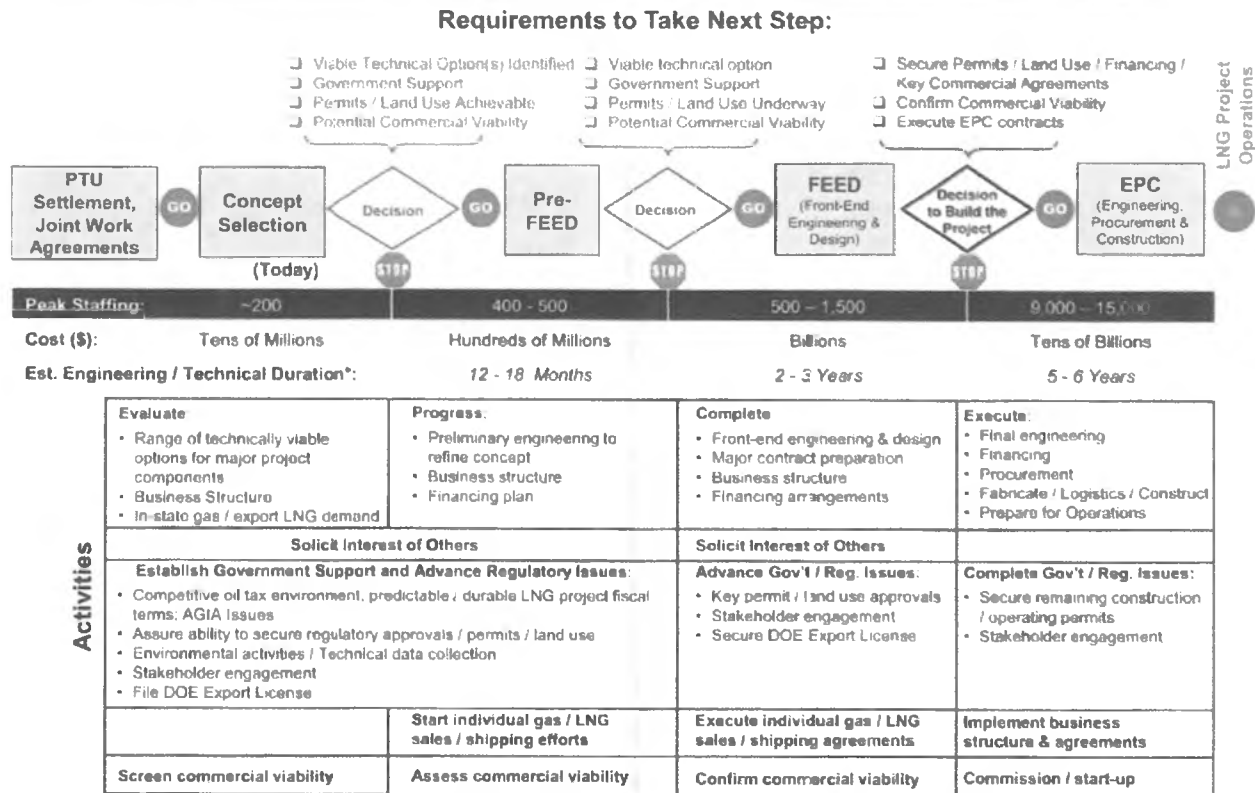 Requirements to Take Next Step:
❑ Viable Technical Option(s) Identified
❑ Government Support
❑ Permits / Land Use Achievable
❑ Potential Commercial Viability
❑ Viable technical option
❑ Government Support
❑ Permits / Land Use Underway
❑ Potential Commercial Viability
❑ Secure Permits / Land Use / Financing /
Key Commercial Agreements
❑ Confirm Commercial Viability
❑ Execute EPC contracts
LNG Project
Operations
PTU
Settlement,
Joint Work
Agreements
GO
Concept
Selection
(Today)
Decision
STOP
GO
Pre-
FEED
Decision
STOP
GO
FEED
(Front-End
Engineering &
Design)
Decision
to Build the
Project
STOP
GO
EPC
(Engineering,
Procurement &
Construction)
Peak Staffing: ~200 400 - 500 500 – 1,500 9,000 – 15,000
Cost ($): Tens of Millions Hundreds of Millions Billions Tens of Billions
Est. Engineering / Technical Duration*: 12 - 18 Months 2 - 3 Years 5 - 6 Years
Activities
Evaluate
• Range of technically viable
options for major project
components
• Business Structure
• In-state gas / export LNG demand
Progress:
• Preliminary engineering to
refine concept
• Business structure
• Financing plan
Complete
• Front-end engineering & design
• Major contract preparation
• Business structure
• Financing arrangements
Execute:
• Final engineering
• Financing
• Procurement
• Fabricate / Logistics / Construct
• Prepare for Operations
Solicit Interest of Others
Solicit Interest of Others
Establish Government Support and Advance Regulatory Issues:
• Competitive oil tax environment, predictable / durable LNG project fiscal
terms; AGIA Issues
• Assure ability to secure regulatory approvals / permits / land use
• Environmental activities / Technical data collection
• Stakeholder engagement
• File DOE Export License
Advance Gov't / Reg. Issues:
• Key permit / land use approvals
• Stakeholder engagement
• Secure DOE Export License
Complete Gov't / Reg. Issues:
• Secure remaining construction
/ operating permits
• Stakeholder engagement
Start individual gas / LNG
sales / shipping efforts
Execute individual gas / LNG
sales / shipping agreements
Implement business
structure & agreements
Screen commercial viability
Assess commercial viability
Confirm commercial viability
Commission / start-up